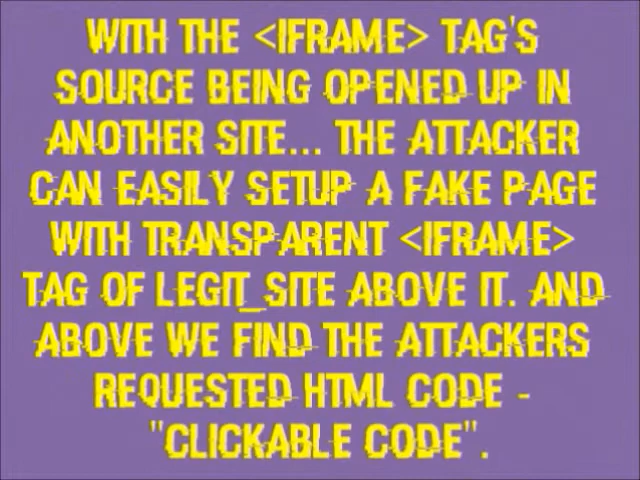 WITH THE <IFRAME> TAG'S
SOURCE BEING OPENED UP IN
ANOTHER SITE... THE ATTACKER
CAN EASILY SETUP A FAKE PAGE
WITH TRANSPARENT <IFRAME>
TAG OF LEGIT_SITE ABOVE IT. AND
ABOVE WE FIND THE ATTACKERS
REQUESTED HTML CODE -
"CLICKABLE CODE".